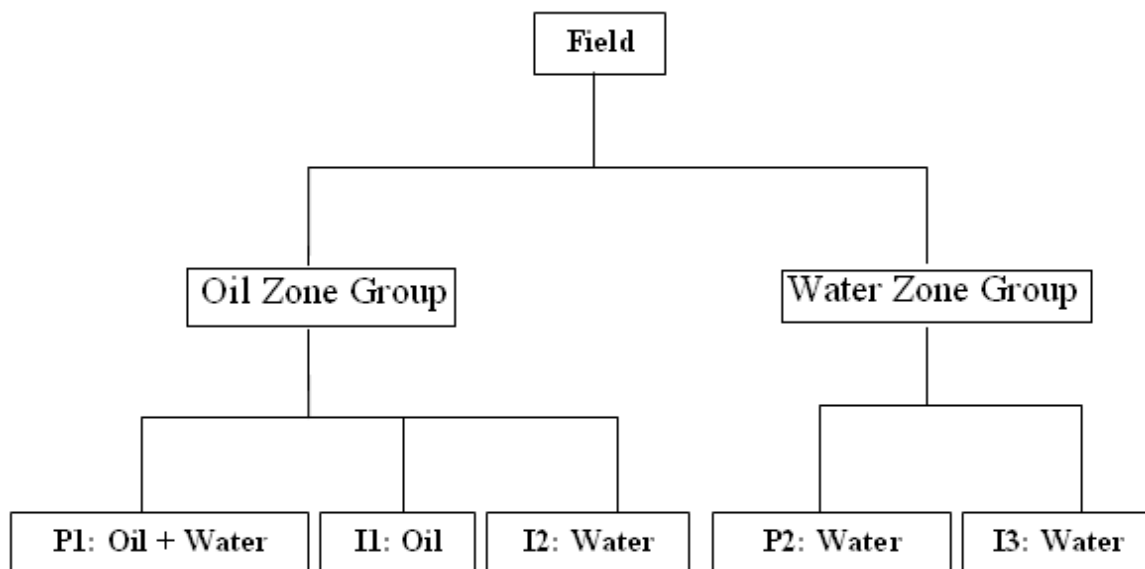 Field
Oil Zone Group
Water Zone Group
P1: Oil + Water
I1: Oil
I2: Water
P2: Water
I3: Water